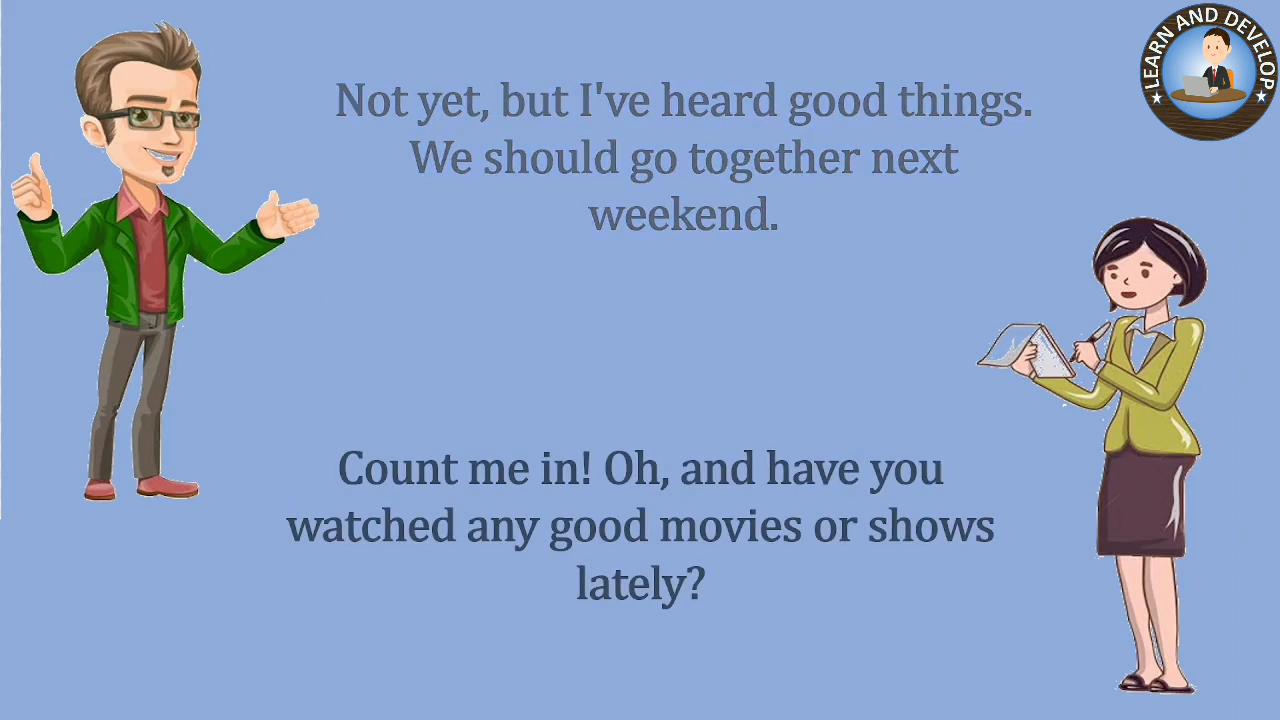 LEARN AND DEVELOP
Not yet, but I've heard good things.
We should go together next
weekend.
Count me in! Oh, and have you
watched any good movies or shows
lately?